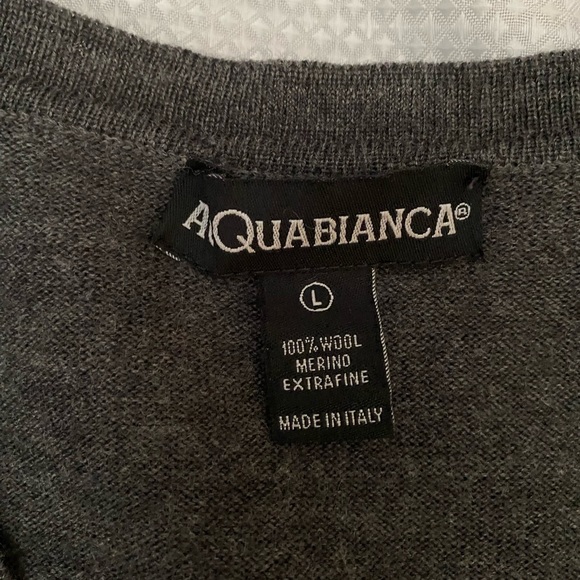 AQUABIANCA®
L
100% WOOL
MERINO
EXTRAFINE
MADE IN ITALY